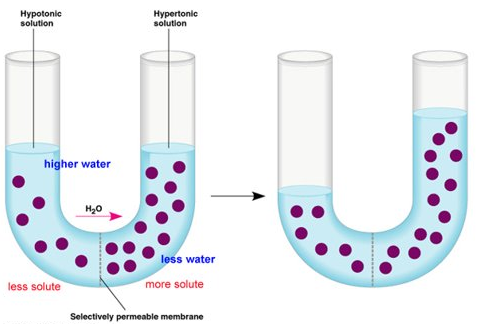 Hypotonic
solution
Hypertonic
solution
higher water
H₂O
less water
less solute
more solute
Selectively permeable membrane